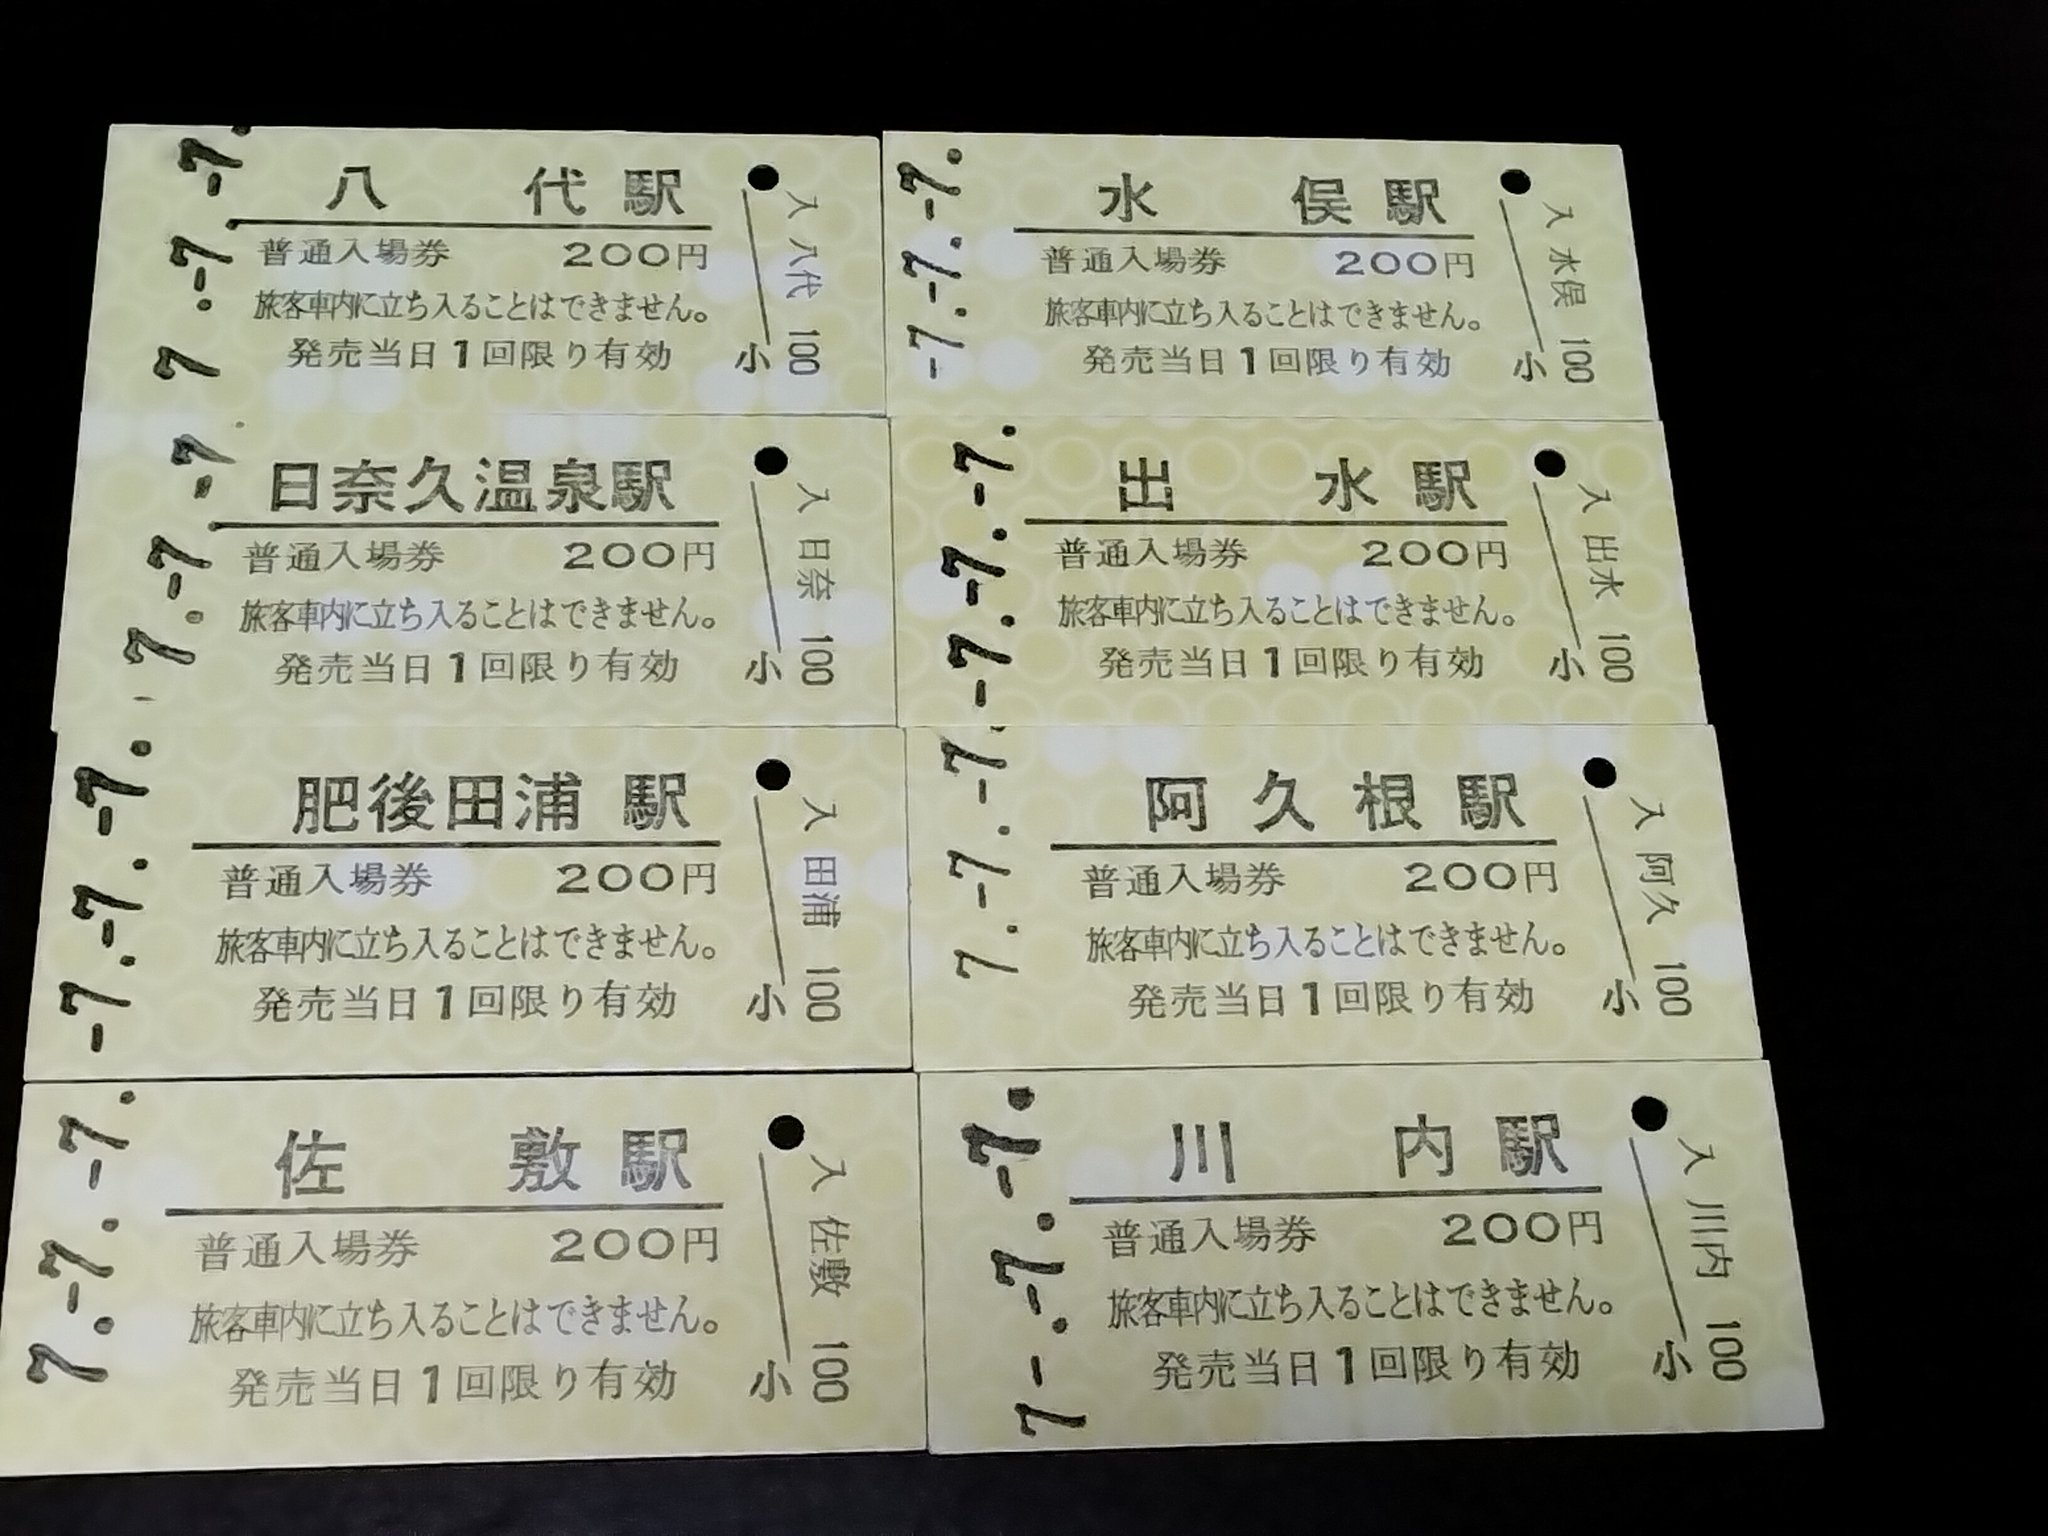 7.-7.-7.
八代駅
普通入場券 200円
旅客車内に立ち入ることはできません。
発売当日1回限り有効
小
入 八代 100
-7.-7.-7.
水俣駅
普通入場券 200円
旅客車内に立ち入ることはできません。
発売当日1回限り有効
小
入 水俣 100
7.-7.-7
日奈久温泉駅
普通入場券 200円
旅客車内に立ち入ることはできません。
発売当日1回限り有効
小
入 日奈 100
-7.-7.-7.
出水駅
普通入場券 200円
旅客車内に立ち入ることはできません。
発売当日1回限り有効
小
入 出水 100
-7.-7.-7.
肥後田浦駅
普通入場券 200円
旅客車内に立ち入ることはできません。
発売当日1回限り有効
小
入 田浦 100
7.-7.-7.
阿久根駅
普通入場券 200円
旅客車内に立ち入ることはできません。
発売当日1回限り有効
小
入 阿久 100
7.-7.-7.
佐敷駅
普通入場券 200円
旅客車内に立ち入ることはできません。
発売当日1回限り有効
小
入 佐敷 100
7-.-7.-7.
川内駅
普通入場券 200円
旅客車内に立ち入ることはできません。
発売当日1回限り有効
小
入 川内 100